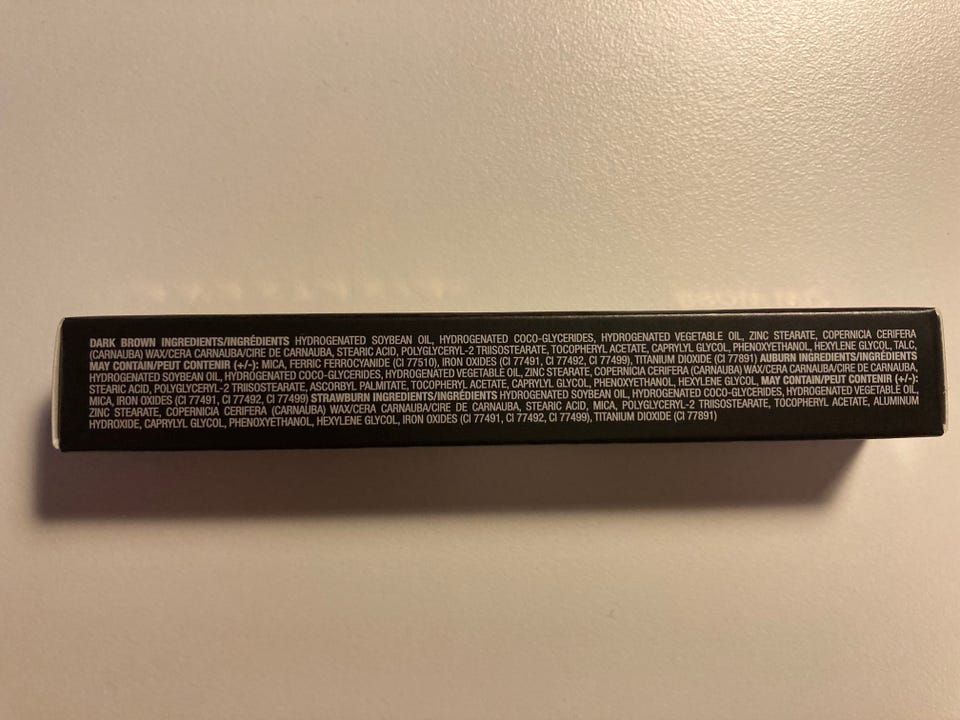 DARK BROWN INGREDIENTS/INGRÉDIENTS HYDROGENATED SOYBEAN OIL, HYDROGENATED COCO-GLYCERIDES, HYDROGENATED VEGETABLE OIL, ZINC STEARATE, COPERNICIA CERIFERA
(CARNAUBA) WAX/CERA CARNAUBA/CIRE DE CARNAUBA, STEARIC ACID, POLYGLYCERYL-2 TRIISOSTEARATE, TOCOPHERYL ACETATE, CAPRYLYL GLYCOL, PHENOXYETHANOL, HEXYLENE GLYCOL, TALC,
MAY CONTAIN/PEUT CONTENIR (+/-): MICA, FERRIC FERROCYANIDE (CI 77510), IRON OXIDES (CI 77491, CI 77492, CI 77499), TITANIUM DIOXIDE (CI 77891) AUBURN INGREDIENTS/INGRÉDIENTS
HYDROGENATED SOYBEAN OIL, HYDROGENATED COCO-GLYCERIDES, HYDROGENATED VEGETABLE OIL, ZINC STEARATE, COPERNICIA CERIFERA (CARNAUBA) WAX/CERA CARNAUBA/CIRE DE CARNAUBA,
STEARIC ACID, POLYGLYCERYL-2 TRIISOSTEARATE, ASCORBYL PALMITATE, TOCOPHERYL ACETATE, CAPRYLYL GLYCOL, PHENOXYETHANOL, HEXYLENE GLYCOL, MAY CONTAIN/PEUT CONTENIR (+/-):
MICA, IRON OXIDES (CI 77491, CI 77492, CI 77499) STRAWBURN INGREDIENTS/INGRÉDIENTS HYDROGENATED SOYBEAN OIL, HYDROGENATED COCO-GLYCERIDES, HYDROGENATED VEGETABLE OIL,
ZINC STEARATE, COPERNICIA CERIFERA (CARNAUBA) WAX/CERA CARNAUBA/CIRE DE CARNAUBA, STEARIC ACID, MICA, POLYGLYCERYL-2 TRIISOSTEARATE, TOCOPHERYL ACETATE, ALUMINUM
HYDROXIDE, CAPRYLYL GLYCOL, PHENOXYETHANOL, HEXYLENE GLYCOL, IRON OXIDES (CI 77491, CI 77492, CI 77499), TITANIUM DIOXIDE (CI 77891)